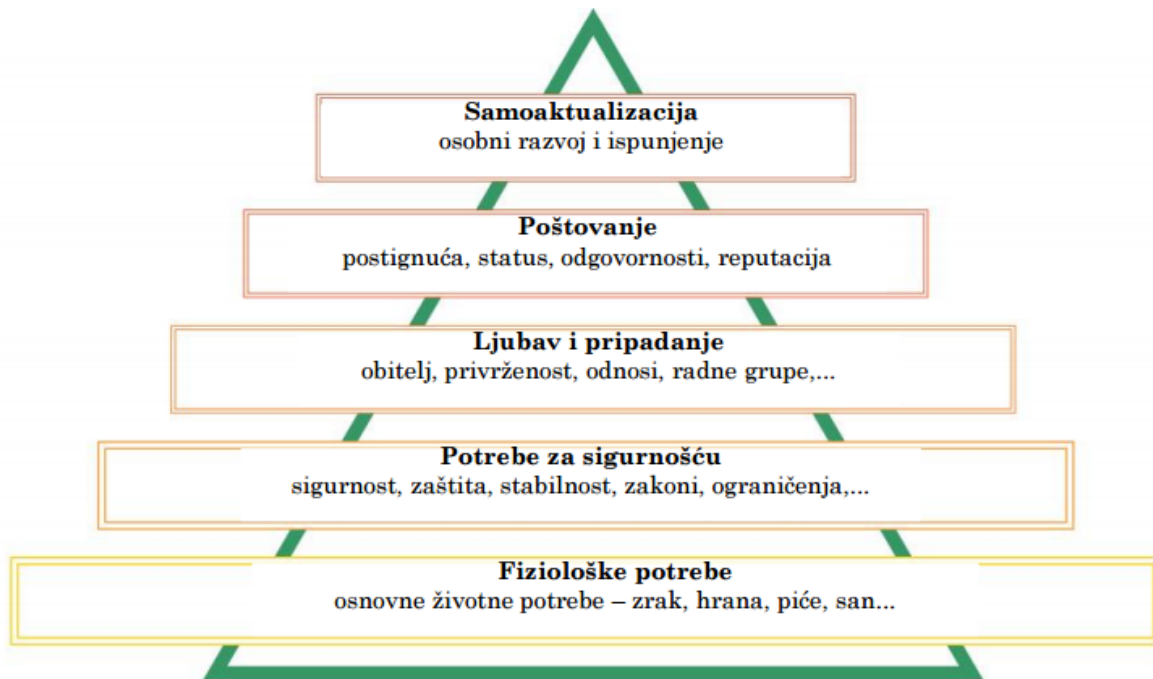 Samoaktualizacija
osobni razvoj i ispunjenje
Poštovanje
postignuća, status, odgovornosti, reputacija
Ljubav i pripadanje
obitelj, privrženost, odnosi, radne grupe,...
Potrebe za sigurnošću
sigurnost, zaštita, stabilnost, zakoni, ograničenja,...
Fiziološke potrebe
osnovne životne potrebe – zrak, hrana, piće, san...